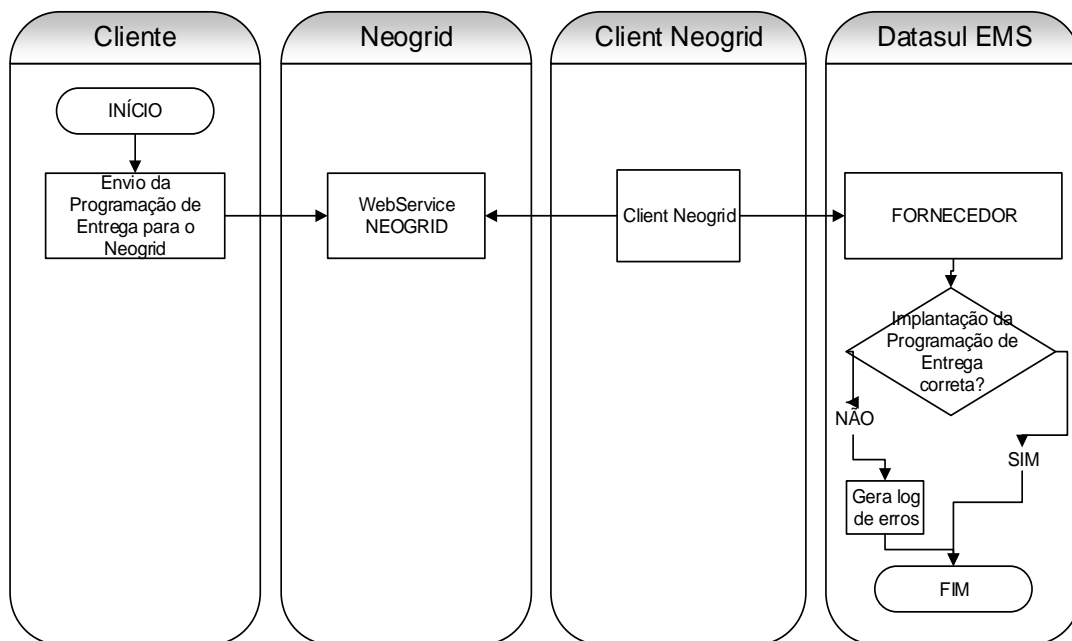 Cliente
Neogrid
Client Neogrid
Datasul EMS
INÍCIO
Envio da
Programação de
Entrega para o
Neogrid
WebService
NEOGRID
Client Neogrid
FORNECEDOR
Implantação da
Programação de
Entrega
correta?
NÃO
SIM
Gera log
de erros
FIM